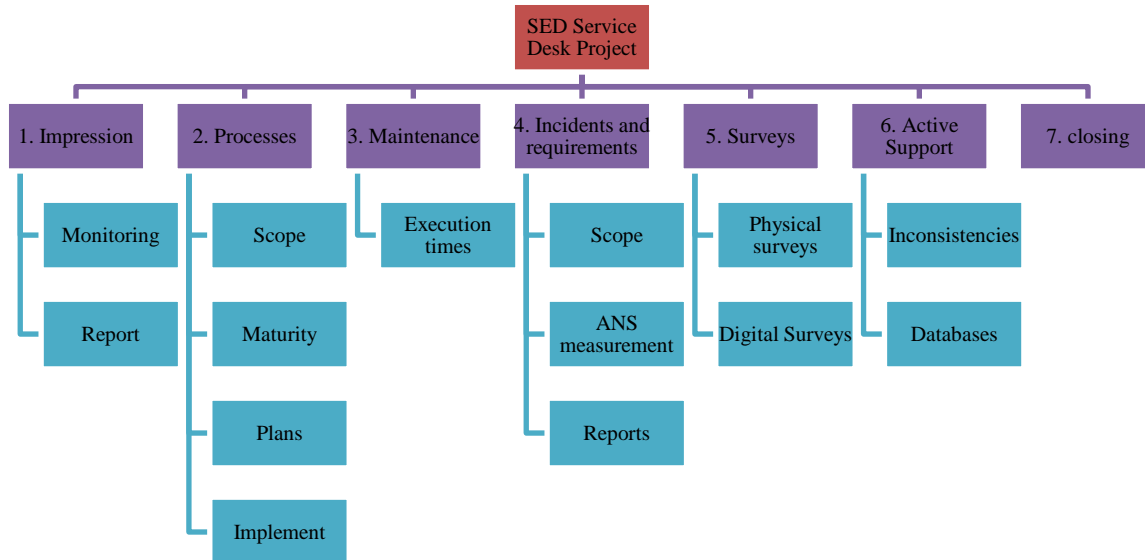 SED Service
Desk Project
1. Impression
2. Processes
3. Maintenance
4. Incidents and
requirements
5. Surveys
6. Active
Support
7. closing
Monitoring
Report
Scope
Maturity
Plans
Implement
Execution
times
Scope
ANS
measurement
Reports
Physical
surveys
Digital Surveys
Inconsistencies
Databases